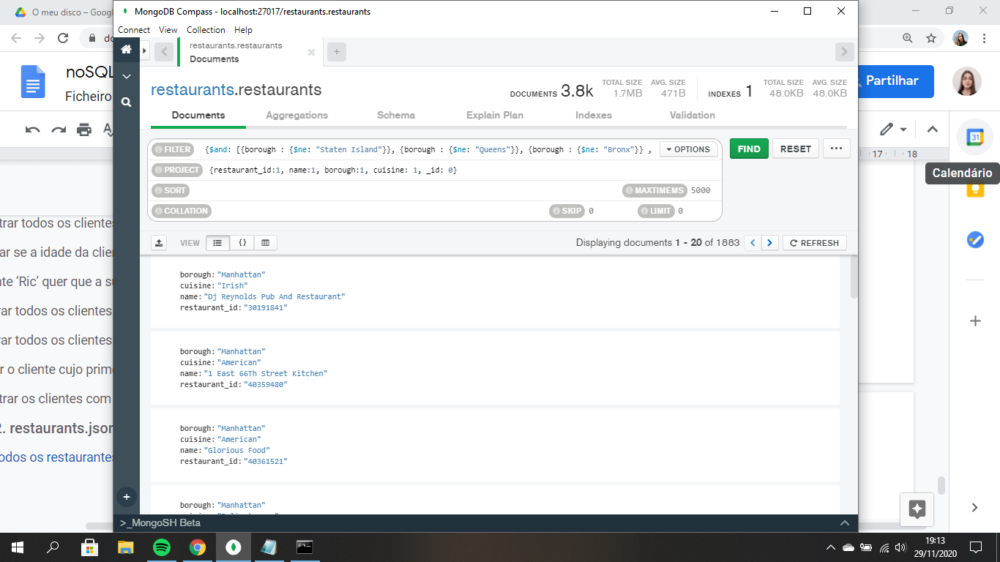 O meu disco – Goog
MongoDB Compass - localhost:27017/restaurants.restaurants
Connect View Collection Help
restaurants.restaurants
Documents
noSQL
Ficheiro
Partilhar
restaurants.restaurants
DOCUMENTS 3.8k
TOTAL SIZE 1.7MB
AVG. SIZE 471B
INDEXES 1
TOTAL SIZE 48.0KB
AVG. SIZE 48.0KB
Documents Aggregations Schema Explain Plan Indexes Validation
FILTER {$and: [{borough : {$ne: "Staten Island"}}, {borough : {$ne: "Queens"}}, {borough : {$ne: "Bronx"}} , OPTIONS FIND RESET
PROJECT {restaurant_id:1, name:1, borough:1, cuisine: 1, _id: 0}
SORT MAXTIMEMS 5000
COLLATION SKIP 0 LIMIT 0
VIEW Displaying documents 1 - 20 of 1883 REFRESH
borough: "Manhattan"
cuisine: "Irish"
name: "Dj Reynolds Pub And Restaurant"
restaurant_id: "30191841"
borough: "Manhattan"
cuisine: "American"
name: "1 East 66Th Street Kitchen"
restaurant_id: "40359480"
borough: "Manhattan"
cuisine: "American"
name: "Glorious Food"
restaurant_id: "40361521"
borough: "Manhattan"
>_MongoSH Beta
trar todos os clientes
ar se a idade da clien
nte ‘Ric’ quer que a s
rar todos os clientes
rar todos os clientes
r o cliente cujo prime
trar os clientes com
2. restaurants.json
odos os restaurantes
17 18
31
Calendário
19:13
29/11/2020